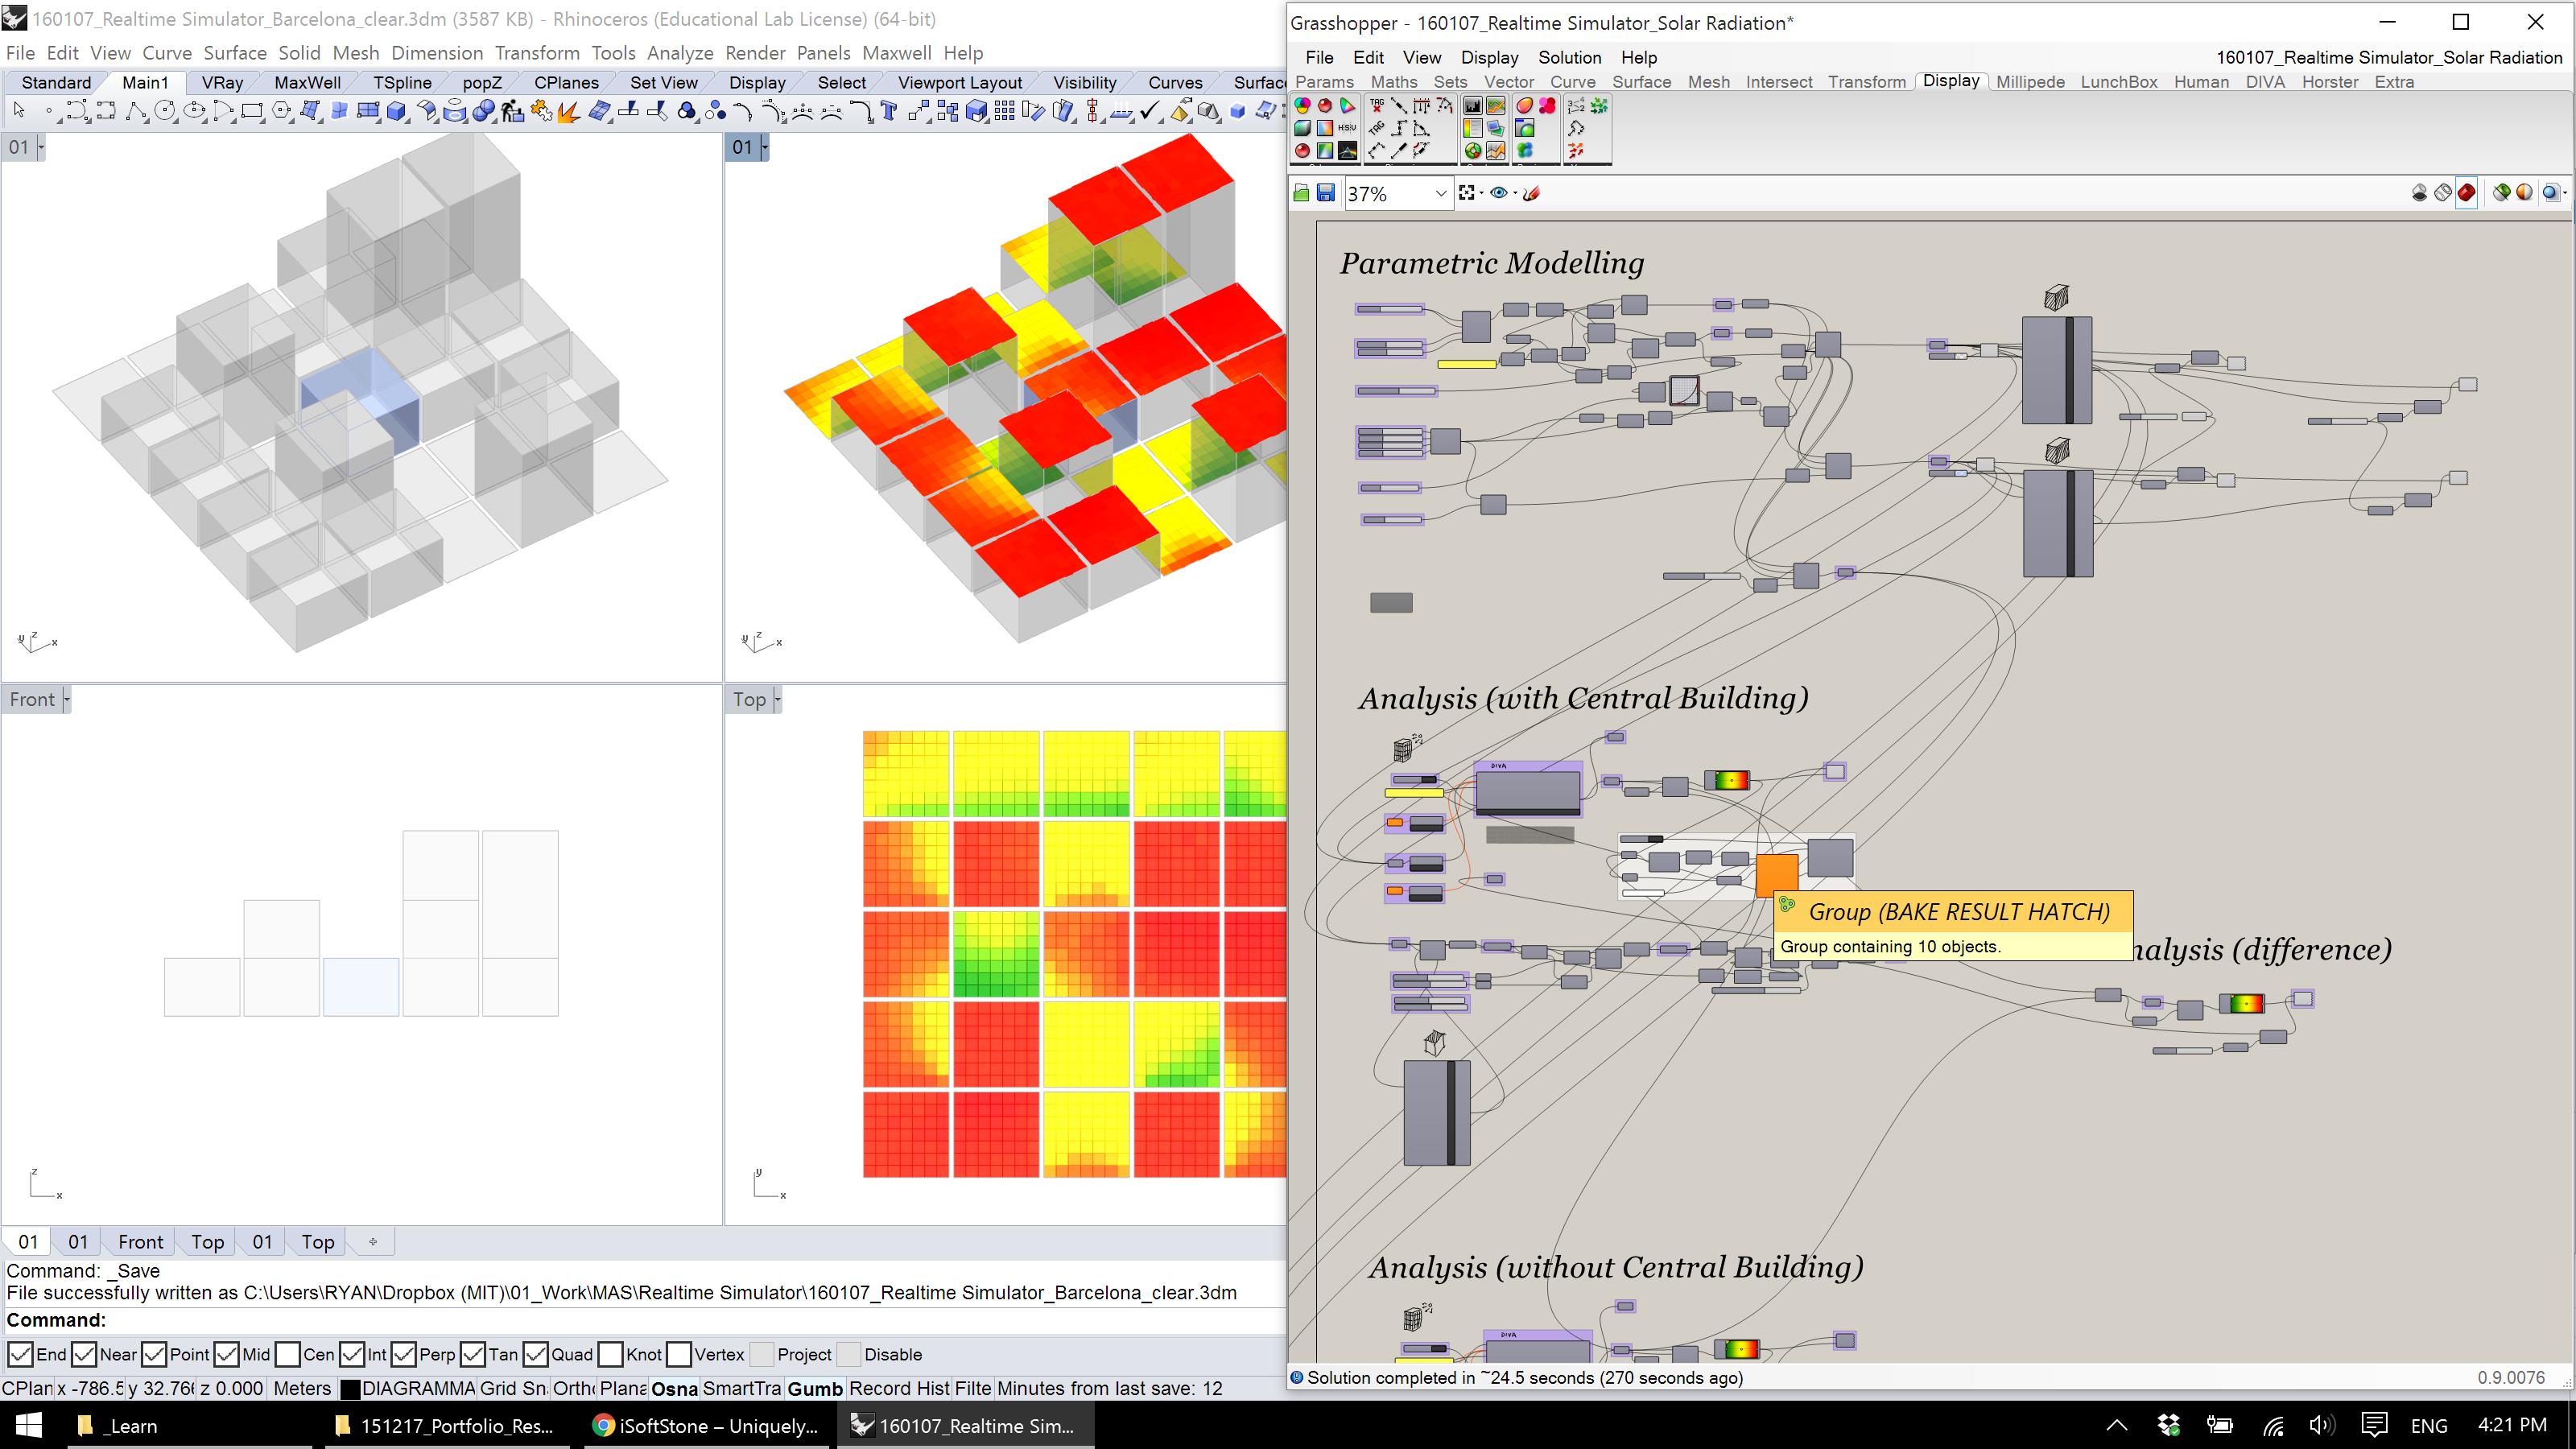 160107_Realtime Simulator_Barcelona_clear.3dm (3587 KB) - Rhinoceros (Educational Lab License) (64-bit)
File Edit View Curve Surface Solid Mesh Dimension Transform Tools Analyze Render Panels Maxwell Help
Standard Main1 VRay MaxWell TSpline popZ CPlanes Set View Display Select Viewport Layout Visibility Curves Surfac
01
01
z
y
x
z
y
x
Front
Top
z
x
y
x
01 01 Front Top 01 Top
Command: _Save
File successfully written as C:\Users\RYAN\Dropbox (MIT)\01_Work\MAS\Realtime Simulator\160107_Realtime Simulator_Barcelona_clear.3dm
Command:
End Near Point Mid Cen Int Perp Tan Quad Knot Vertex Project Disable
CPlan x -786.5 y 32.766 z 0.000 Meters DIAGRAMMA Grid Sn Ortho Plana Osna SmartTra Gumb Record Hist Filte Minutes from last save: 12
Grasshopper - 160107_Realtime Simulator_Solar Radiation*
File Edit View Display Solution Help
160107_Realtime Simulator_Solar Radiation
Params Maths Sets Vector Curve Surface Mesh Intersect Transform Display Millipede LunchBox Human DIVA Horster Extra
37%
Parametric Modelling
Analysis (with Central Building)
DIVA
Group (BAKE RESULT HATCH)
Group containing 10 objects.
nalysis (difference)
Analysis (without Central Building)
DIVA
Solution completed in ~24.5 seconds (270 seconds ago)
0.9.0076
_Learn
151217_Portfolio_Res...
iSoftStone – Uniquely...
160107_Realtime Sim...
ENG
4:21 PM